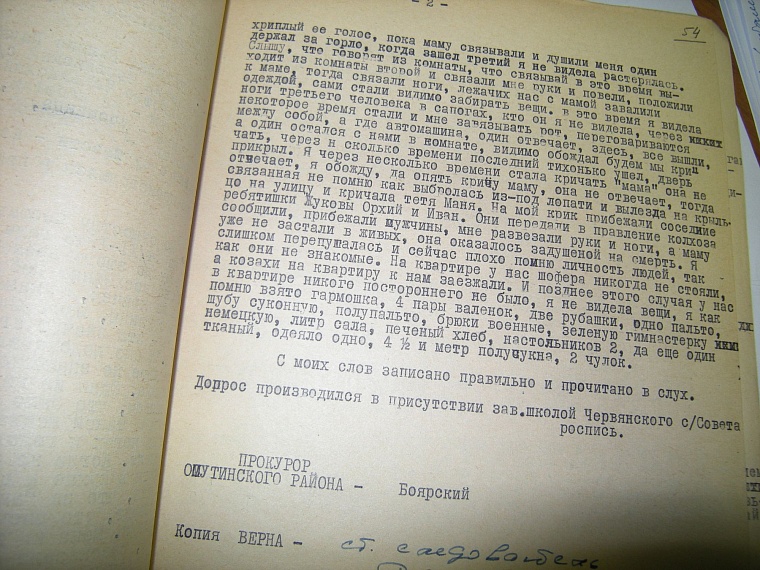 - 2 -
54
хриплый ее голос, пока маму связывали и душили меня один
держал за горло, когда зашел третий я не видела растерялась.
Слышу, что говорят из комнаты, что связывай в это время вы-
ходит из комнаты второй и связали мне руки и повели, положили
к маме, тогда связали ноги, лежачих нас с мамой завалили
одеждой, сами стали видимо забирать вещи. в это время я видела
ноги третьего человека в сапогах, кто он я не видела, через
некоторое время стали и мне завязывать рот, переговариваются
между собой, а где автомашина, один отвечает, здесь, все вышли,
а один остался с нами в комнате, видимо обождал будем мы кри
чать, через н сколько времени последний тихонько ушел, дверь
прикрыл. Я через несколько времени стала кричать "мама" она не
отвечает, я обожду, да опять кричу маму, она не отвечает, тогда
связанная не помню как выбролась из-под лопати и вылезда на крыль-
цо на улицу и кричала тетя Маня. На мой крик прибежали соседние
ребятишки Жуковы Орхий и Иван. Они передали в правление колхоза
сообщили, прибежали мужчины, мне развезали руки и ноги, а маму
уже не застали в живых, она оказалось задушеной на смерть. Я
слишком перепугалась и сейчас плохо помню личность людей, так
как они не знакомые. На квартире у нас шофера никогда не стояли,
а козахи на квартиру к нам заезжали. И позднее этого случая у нас
в квартире никого постороннего не было, я не видела вещи, я как
помню взято гармошка, 4 пары валенок, две рубашки, одно пальто,
шубу суконную, полупальто, брюки военные, зеленую гимнастерку
немецкую, литр сала, печеный хлеб, настольников 2, да еще один
тканый, одеяло одно, 4 ½ и метр получукна, 2 чулок.
С моих слов записано правильно и прочитано в слух.
Доррос производился в присутствии зав.школой Червянского с/Совета
роспись.
ПРОКУРОР
ОМУТИНСКОГО РАЙОНА - Боярский
Копия ВЕРНА - ст. следователь